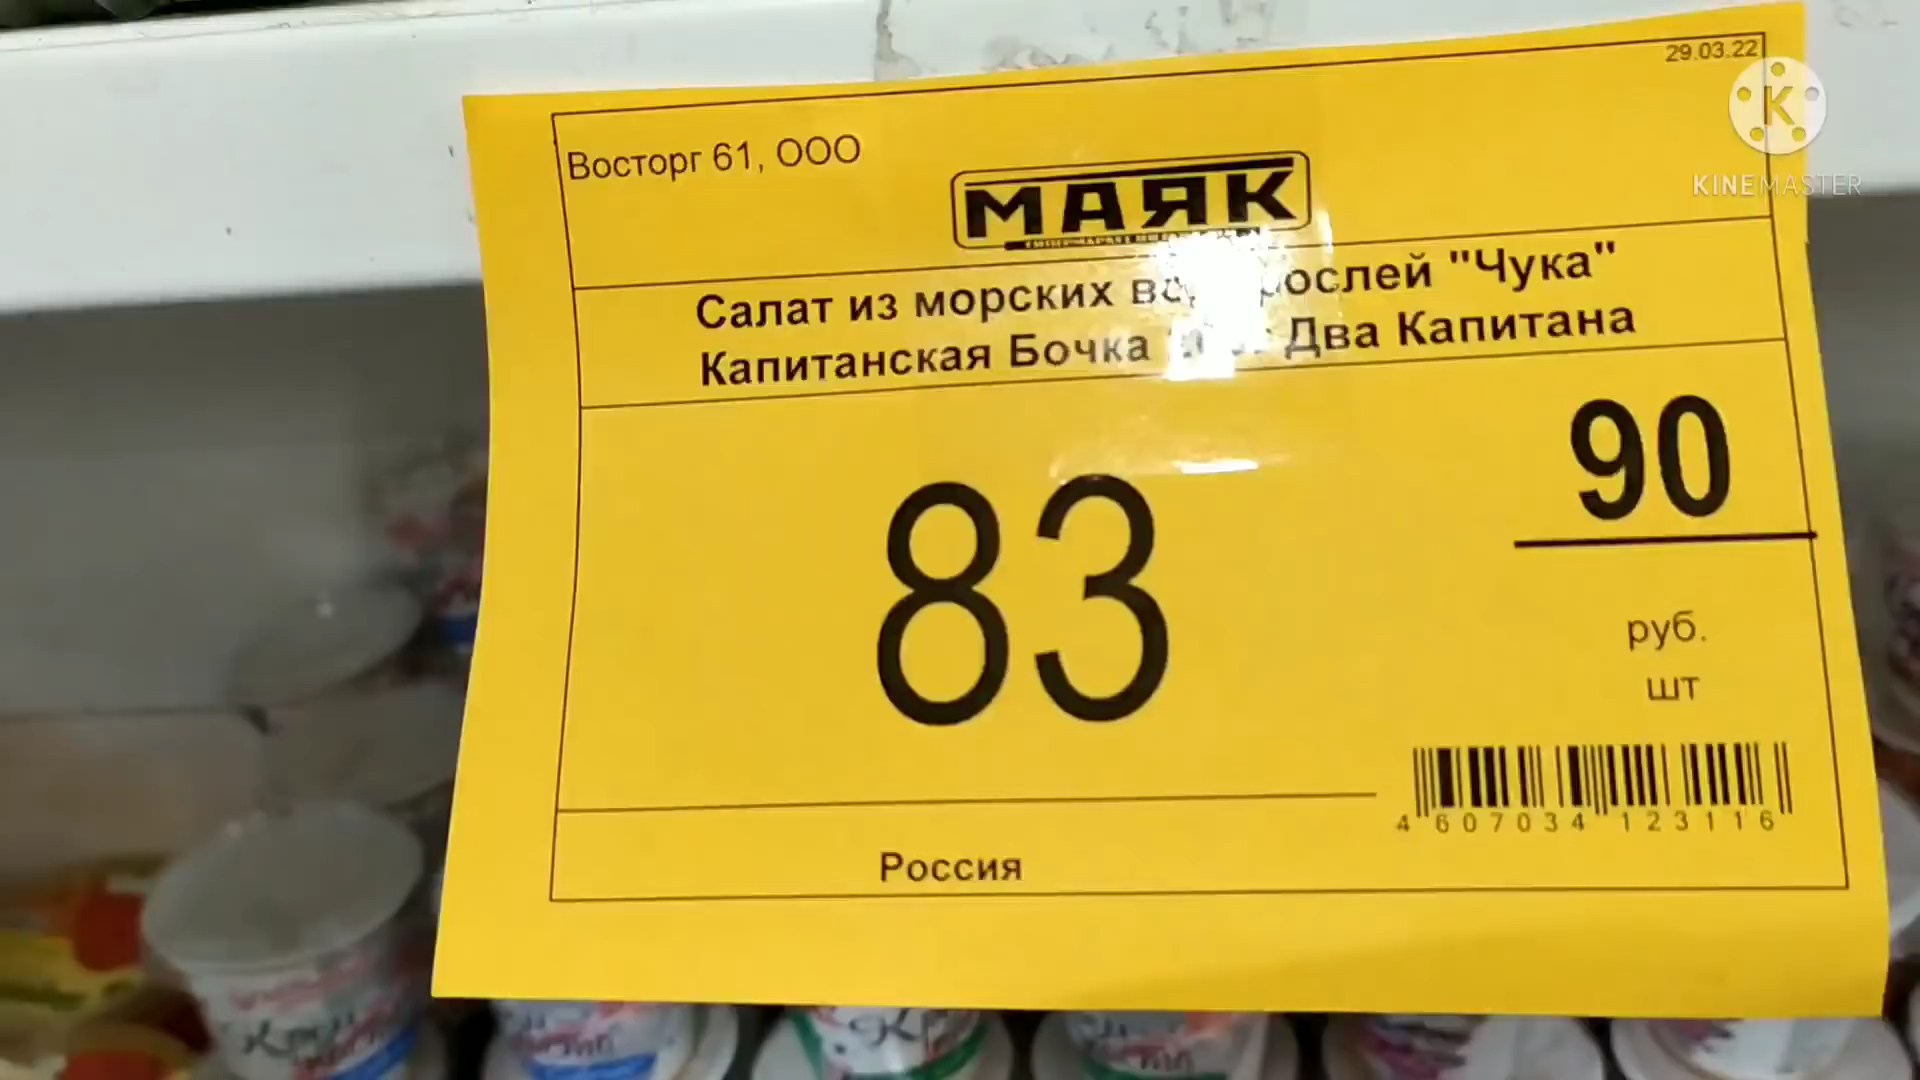 29.03.22
Восторг 61, ООО
МАЯК
Салат из морских "Чука"
Капитанская Бочка Два Капитана
83
90
руб.
шт
4 607034 123116
Россия
KINEMASTER